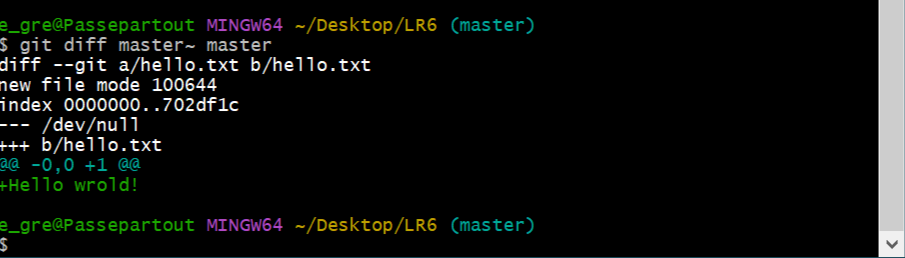 e_gre@Passepartout MINGW64 ~/Desktop/LR6 (master)
$ git diff master~ master
diff --git a/hello.txt b/hello.txt
new file mode 100644
index 0000000..702df1c
--- /dev/null
+++ b/hello.txt
@@ -0,0 +1 @@
+Hello wrold!
e_gre@Passepartout MINGW64 ~/Desktop/LR6 (master)
$